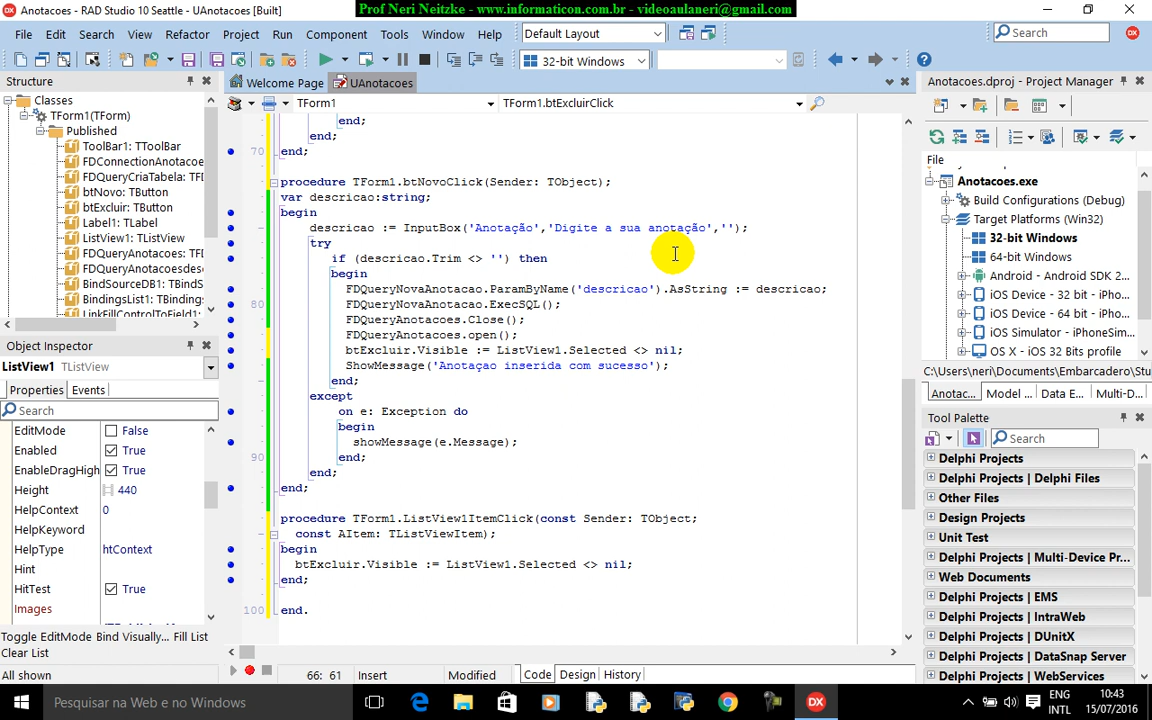 Anotacoes - RAD Studio 10 Seattle - UAnotacoes [Built]
Prof Neri Neitzke - www.informaticon.com.br - videoaulaneri@gmail.com
File Edit Search View Refactor Project Run Component Tools Window Help
Default Layout
Search
32-bit Windows
Structure
Welcome Page
UAnotacoes
Anotacoes.dproj - Project Manager
Classes
TForm1(TForm)
Published
ToolBar1: TToolBar
FDConnectionAnotacoe
FDQueryCriaTabela: TFD
btNovo: TButton
btExcluir: TButton
Label1: TLabel
ListView1: TListView
FDQueryAnotacoes: TF
FDQueryAnotacoesdes
BindSourceDB1: TBindS
BindingsList1: TBinding
LinkFillControlToField1:
Object Inspector
ListView1 TListView
Properties Events
Search
EditMode False
Enabled True
EnableDragHigh True
Height 440
HelpContext 0
HelpKeyword
HelpType htContext
Hint
HitTest True
Images
Toggle EditMode Bind Visually... Fill List
Clear List
All shown
TForm1
TForm1.btExcluirClick
end;
end;
70 end;
procedure TForm1.btNovoClick(Sender: TObject);
var descricao:string;
begin
descricao := InputBox('Anotação','Digite a sua anotação','');
try
if (descricao.Trim <> '') then
begin
FDQueryNovaAnotacao.ParamByName('descricao').AsString := descricao;
80 FDQueryNovaAnotacao.ExecSQL();
FDQueryAnotacoes.Close();
FDQueryAnotacoes.open();
btExcluir.Visible := ListView1.Selected <> nil;
ShowMessage('Anotaçao inserida com sucesso');
end;
except
on e: Exception do
begin
showMessage(e.Message);
90 end;
end;
end;
procedure TForm1.ListView1ItemClick(const Sender: TObject;
const AItem: TListViewItem);
begin
btExcluir.Visible := ListView1.Selected <> nil;
end;
100 end.
66: 61 Insert Modified Code Design History
File
Anotacoes.exe
Build Configurations (Debug)
Target Platforms (Win32)
32-bit Windows
64-bit Windows
Android - Android SDK 2...
iOS Device - 32 bit - iPho...
iOS Device - 64 bit - iPho...
iOS Simulator - iPhoneSim...
OS X - iOS 32 Bits profile
C:\Users\neri\Documents\Embarcadero\Stu
Anotac... Model ... Data E... Multi-D...
Tool Palette
Search
Delphi Projects
Delphi Projects | Delphi Files
Other Files
Design Projects
Unit Test
Delphi Projects | Multi-Device Pr...
Web Documents
Delphi Projects | EMS
Delphi Projects | IntraWeb
Delphi Projects | DUnitX
Delphi Projects | DataSnap Server
Delphi Projects | WebServices
Pesquisar na Web e no Windows
ENG
INTL
10:43
15/07/2016